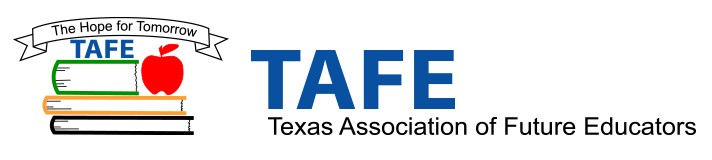 The Hope for Tomorrow
TAFE
TAFE
Texas Association of Future Educators